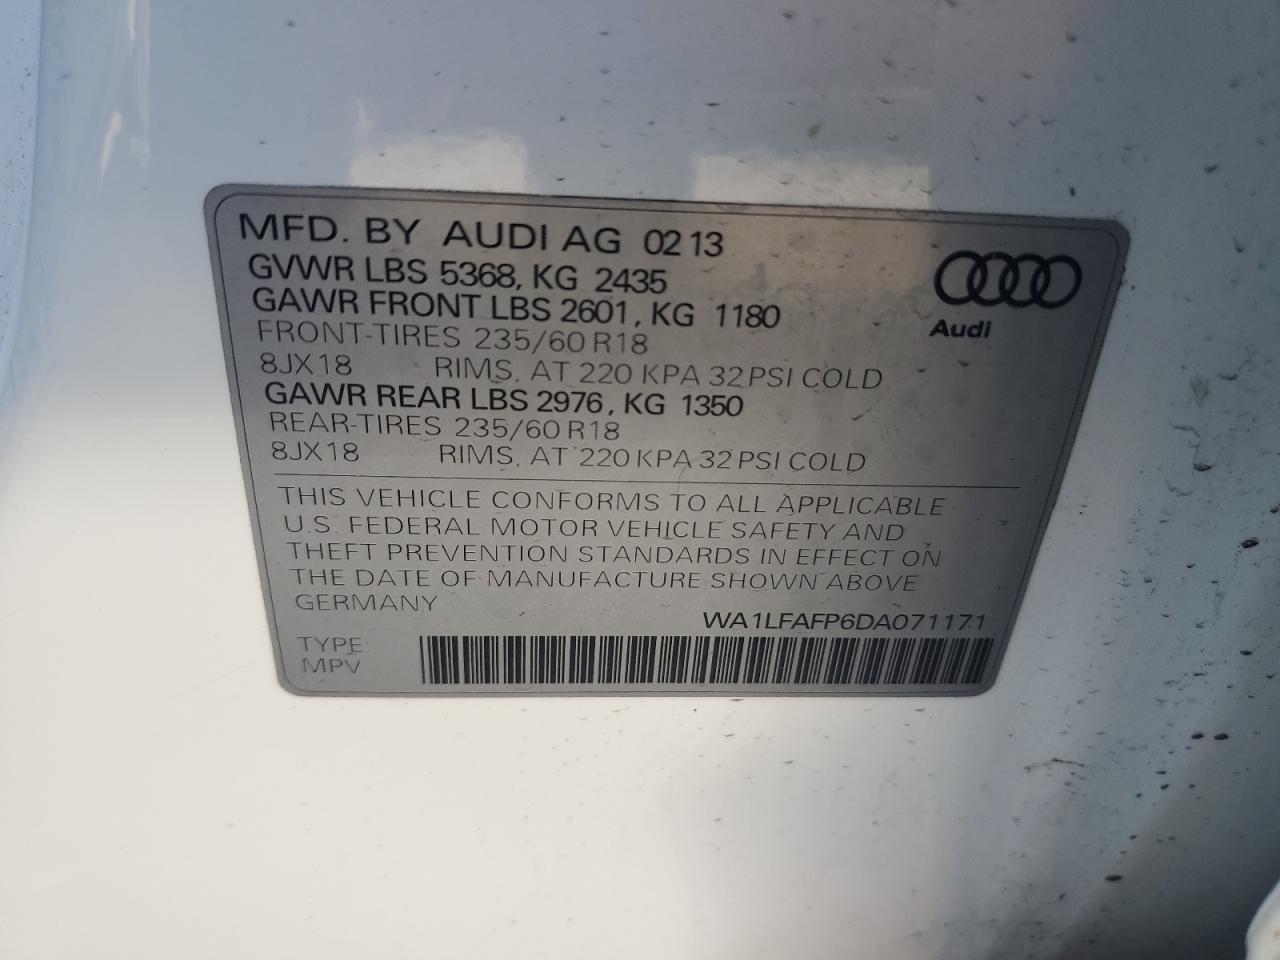 MFD. BY AUDI AG 02 13
GVWR LBS 5368, KG 2435
GAWR FRONT LBS 2601, KG 1180
FRONT-TIRES 235/60 R18
8JX18 RIMS, AT 220 KPA 32 PSI COLD
GAWR REAR LBS 2976, KG 1350
REAR-TIRES 235/60 R18
8JX18 RIMS, AT 220 KPA 32 PSI COLD
Audi
THIS VEHICLE CONFORMS TO ALL APPLICABLE
U.S. FEDERAL MOTOR VEHICLE SAFETY AND
THEFT PREVENTION STANDARDS IN EFFECT ON
THE DATE OF MANUFACTURE SHOWN ABOVE
GERMANY WA1LFAFP6DA071171
TYPE:
MPV